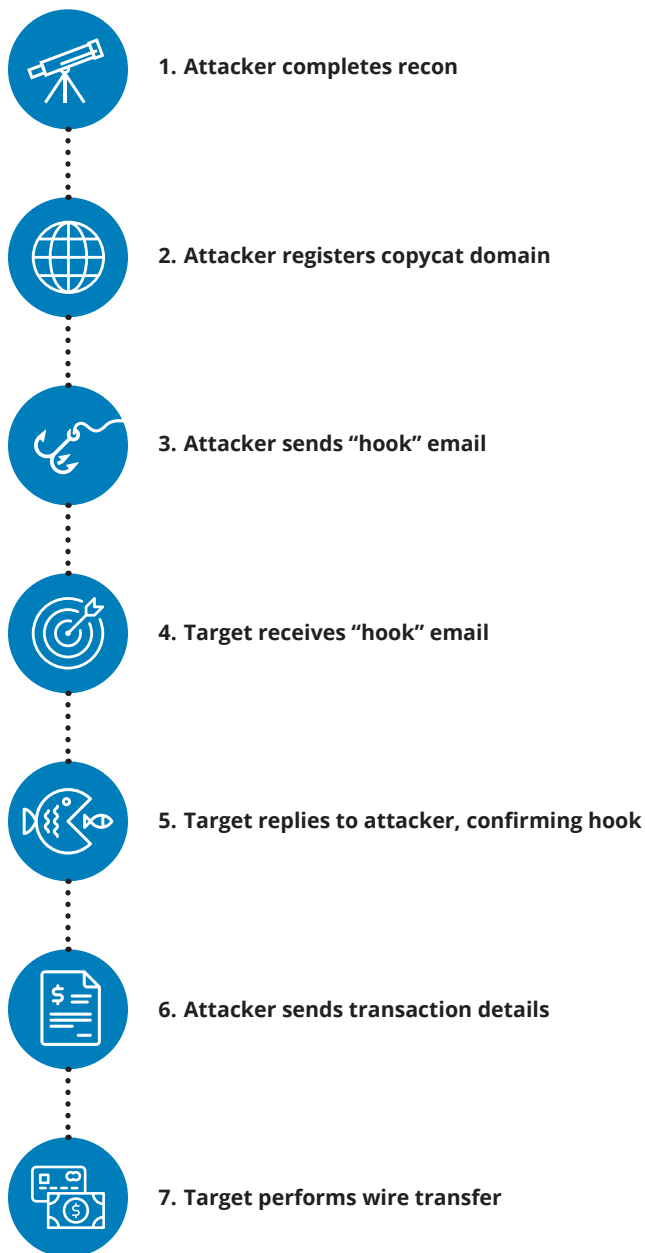 1. Attacker completes recon
2. Attacker registers copycat domain
3. Attacker sends “hook” email
4. Target receives “hook” email
5. Target replies to attacker, confirming hook
$
6. Attacker sends transaction details
$
7. Target performs wire transfer